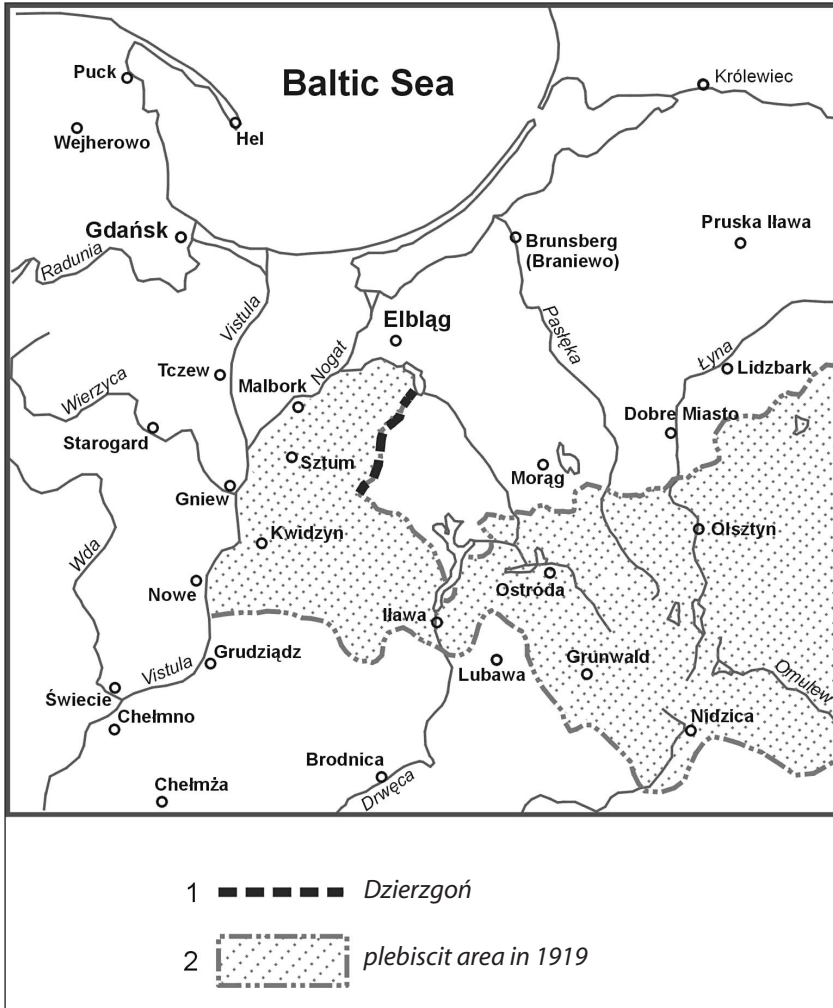 Baltic Sea
Puck
Królewiec
Wejherowo
Hel
Gdańsk
Radunia
Brunsberg
(Braniewo)
Pruska Iława
Vistula
Nogat
Elbląg
Pasłęka
Łyna
Tczew
Lidzbark
Wierzyca
Malbork
Starogard
Dobre Miasto
Sztum
Morąg
Gniew
Wda
Kwidzyn
Olsztyn
Nowe
Ostróda
Iława
Vistula
Grudziądz
Lubawa
Grunwald
Omulew
Świecie
Chełmno
Nidzica
Brodnica
Drwęca
Chełmża
1 Dzierzgoń
2 plebiscit area in 1919